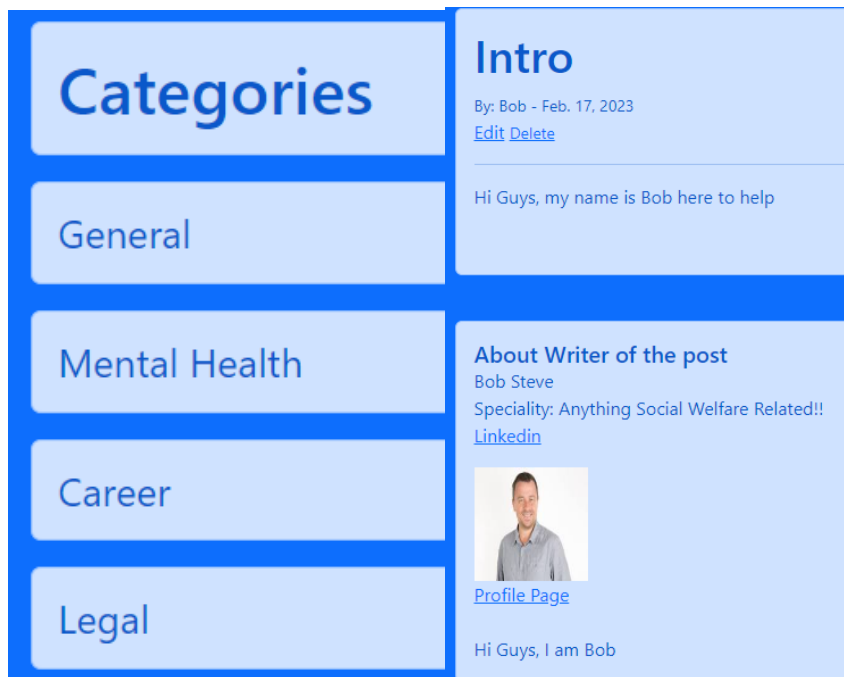 Categories
General
Mental Health
Career
Legal
Intro
By: Bob - Feb. 17, 2023
Edit Delete
Hi Guys, my name is Bob here to help
About Writer of the post
Bob Steve
Speciality: Anything Social Welfare Related!!
Linkedin
Profile Page
Hi Guys, I am Bob